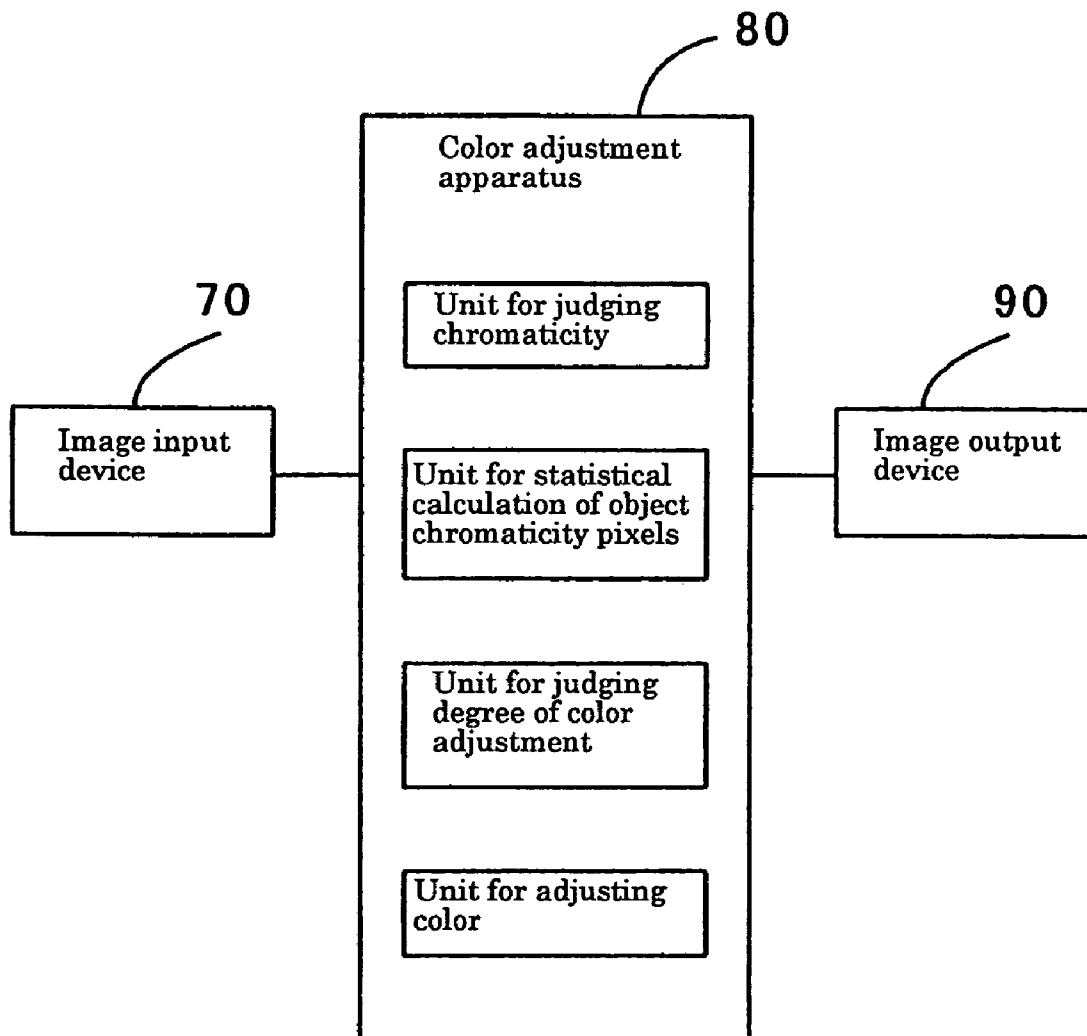 80
Color adjustment
apparatus
70
Unit for judging
chromaticity
90
Image input
device
Unit for statistical
calculation of object
chromaticity pixels
Image output
device
Unit for judging
degree of color
adjustment
Unit for adjusting
color